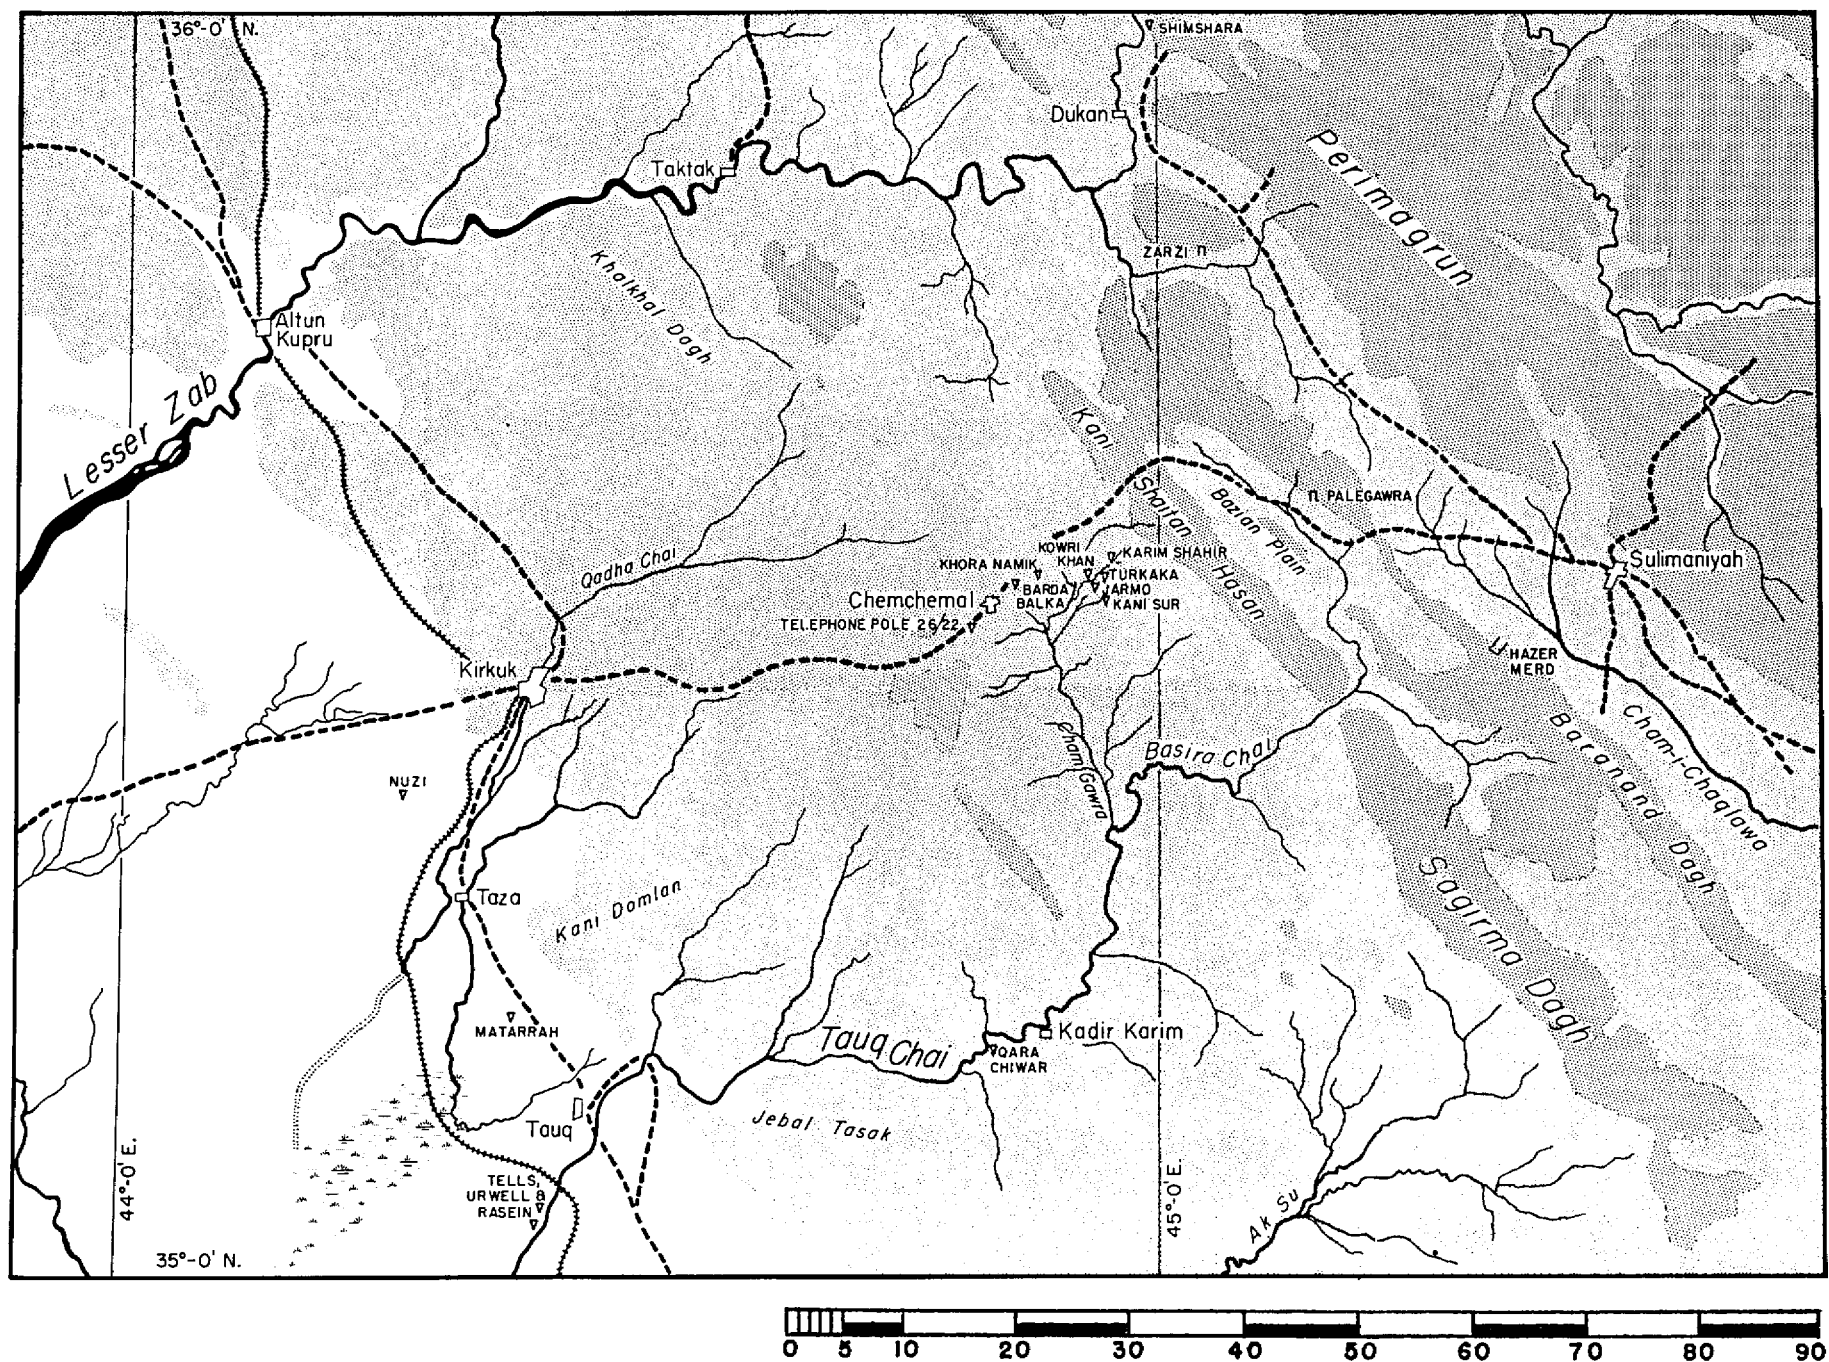 36°-0' N.
SHIMSHARA
Dukan
Perimagrun
Taktak
ZARZI
Khalkhal Dagh
Altun
Kupru
Lesser Zab
Kani
Shaitan
Hasan
Bazian Plain
PALEGAWRA
Qadha Chai
KOWRI
KHAN
KARIM SHAHIR
KHORA NAMIK
TURKAKA
Sulimaniyah
BARDA
BALKA
JARMO
Chemchemal
KANI SUR
TELEPHONE POLE 26/22
HAZER
MERD
Kirkuk
Cham Gawra
Basira Chai
Baranand Dagh
Cham-i-Chaqlawa
NUZI
Sagirma Dagh
Taza
Kani Domlan
MATARRAH
Tauq Chai
Kadir Karim
QARA
CHIWAR
Tauq
Jebal Tasak
44°-0' E.
TELLS,
URWELL &
RASEIN
45°-0' E.
Ak Su
35°-0' N.
0 5 10 20 30 40 50 60 70 80 90